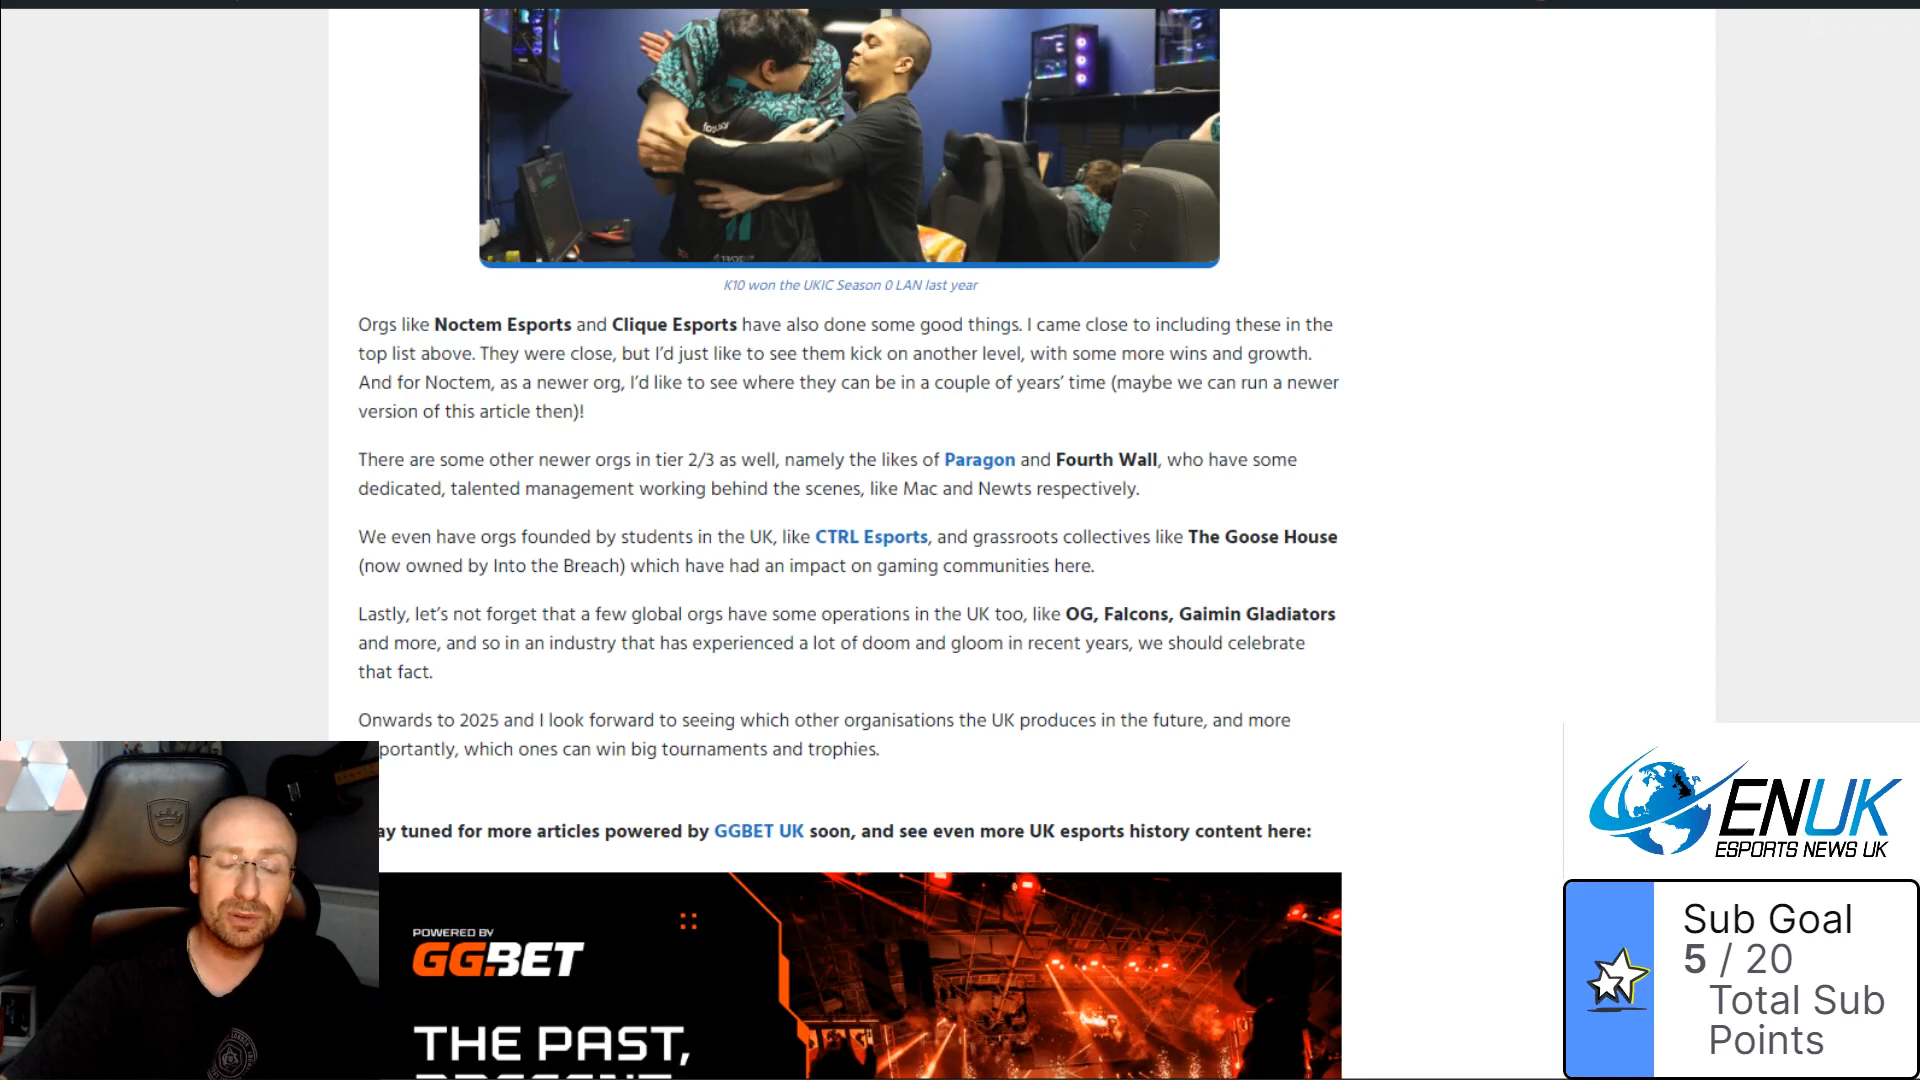 K10 won the UKIC Season 0 LAN last year
Orgs like Noctem Esports and Clique Esports have also done some good things. I came close to including these in the
top list above. They were close, but I’d just like to see them kick on another level, with some more wins and growth.
And for Noctem, as a newer org, I’d like to see where they can be in a couple of years’ time (maybe we can run a newer
version of this article then)!
There are some other newer orgs in tier 2/3 as well, namely the likes of Paragon and Fourth Wall, who have some
dedicated, talented management working behind the scenes, like Mac and Newts respectively.
We even have orgs founded by students in the UK, like CTRL Esports, and grassroots collectives like The Goose House
(now owned by Into the Breach) which have had an impact on gaming communities here.
Lastly, let’s not forget that a few global orgs have some operations in the UK too, like OG, Falcons, Gaimin Gladiators
and more, and so in an industry that has experienced a lot of doom and gloom in recent years, we should celebrate
that fact.
Onwards to 2025 and I look forward to seeing which other organisations the UK produces in the future, and more
portantly, which ones can win big tournaments and trophies.
ay tuned for more articles powered by GGBET UK soon, and see even more UK esports history content here:
POWERED BY
GG.BET
THE PAST,
ENUK
ESPORTS NEWS UK
Sub Goal
5 / 20
Total Sub
Points